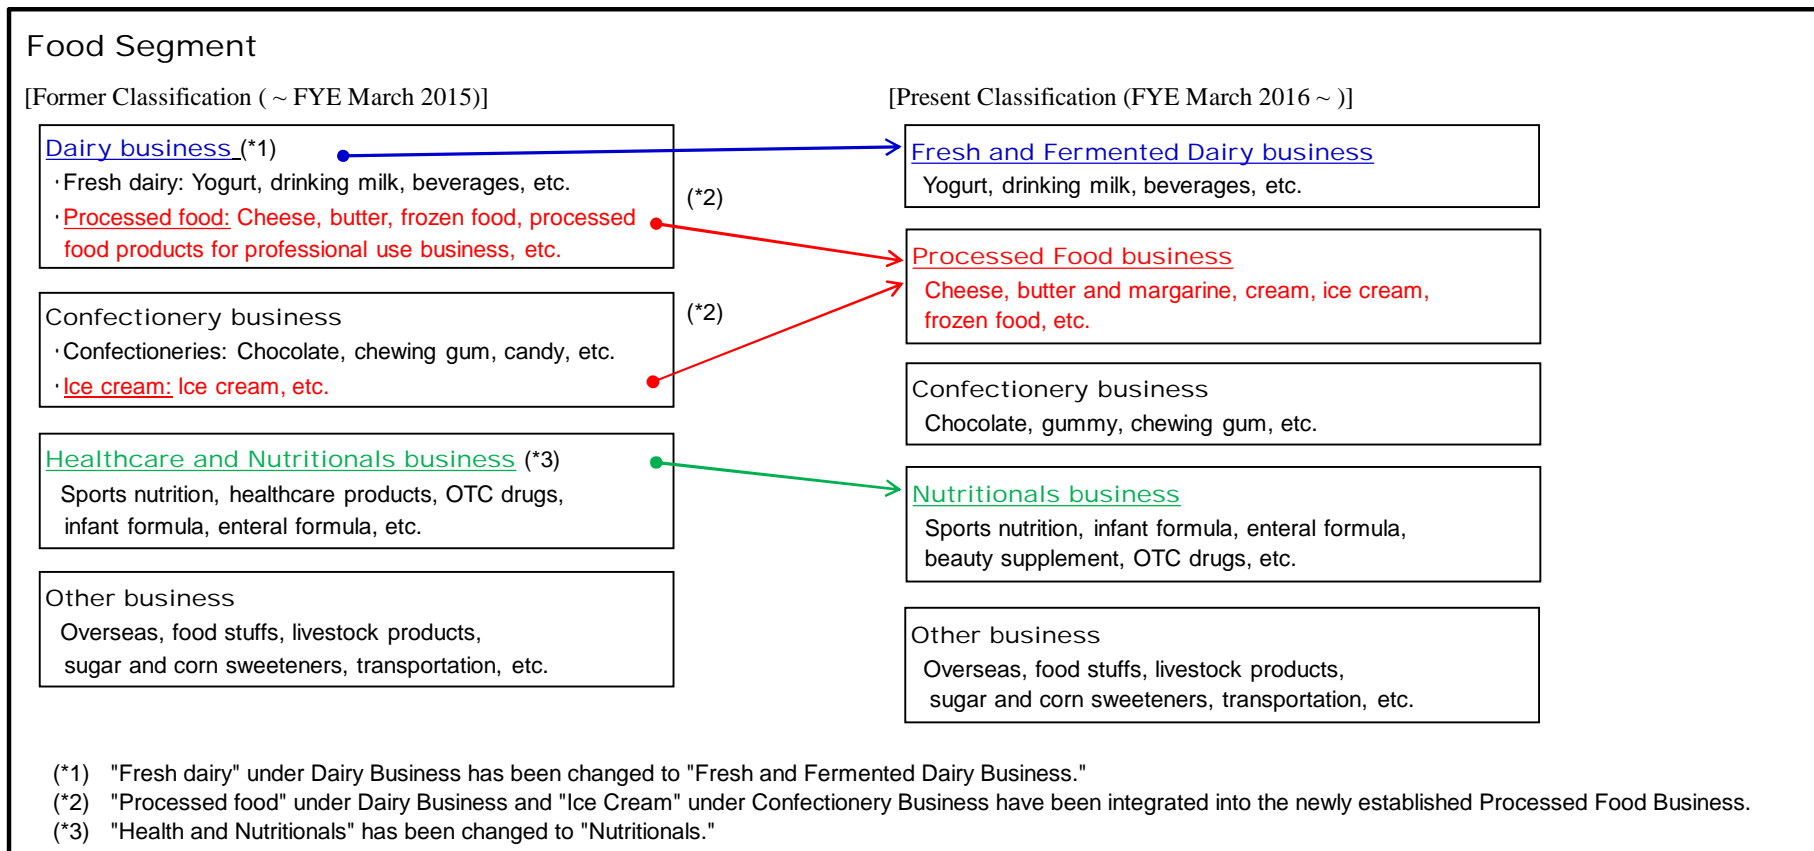 Food Segment
[Former Classification ( ~ FYE March 2015)]
Dairy business (*1)
・Fresh dairy: Yogurt, drinking milk, beverages, etc.
・Processed food: Cheese, butter, frozen food, processed
food products for professional use business, etc.
(*2)
Confectionery business
・Confectioneries: Chocolate, chewing gum, candy, etc.
・Ice cream: Ice cream, etc.
(*2)
Healthcare and Nutritionals business (*3)
Sports nutrition, healthcare products, OTC drugs,
infant formula, enteral formula, etc.
Other business
Overseas, food stuffs, livestock products,
sugar and corn sweeteners, transportation, etc.
[Present Classification (FYE March 2016 ~ )]
Fresh and Fermented Dairy business
Yogurt, drinking milk, beverages, etc.
Processed Food business
Cheese, butter and margarine, cream, ice cream,
frozen food, etc.
Confectionery business
Chocolate, gummy, chewing gum, etc.
Nutritionals business
Sports nutrition, infant formula, enteral formula,
beauty supplement, OTC drugs, etc.
Other business
Overseas, food stuffs, livestock products,
sugar and corn sweeteners, transportation, etc.
(*1) "Fresh dairy" under Dairy Business has been changed to "Fresh and Fermented Dairy Business."
(*2) "Processed food" under Dairy Business and "Ice Cream" under Confectionery Business have been integrated into the newly established Processed Food Business.
(*3) "Health and Nutritionals" has been changed to "Nutritionals."